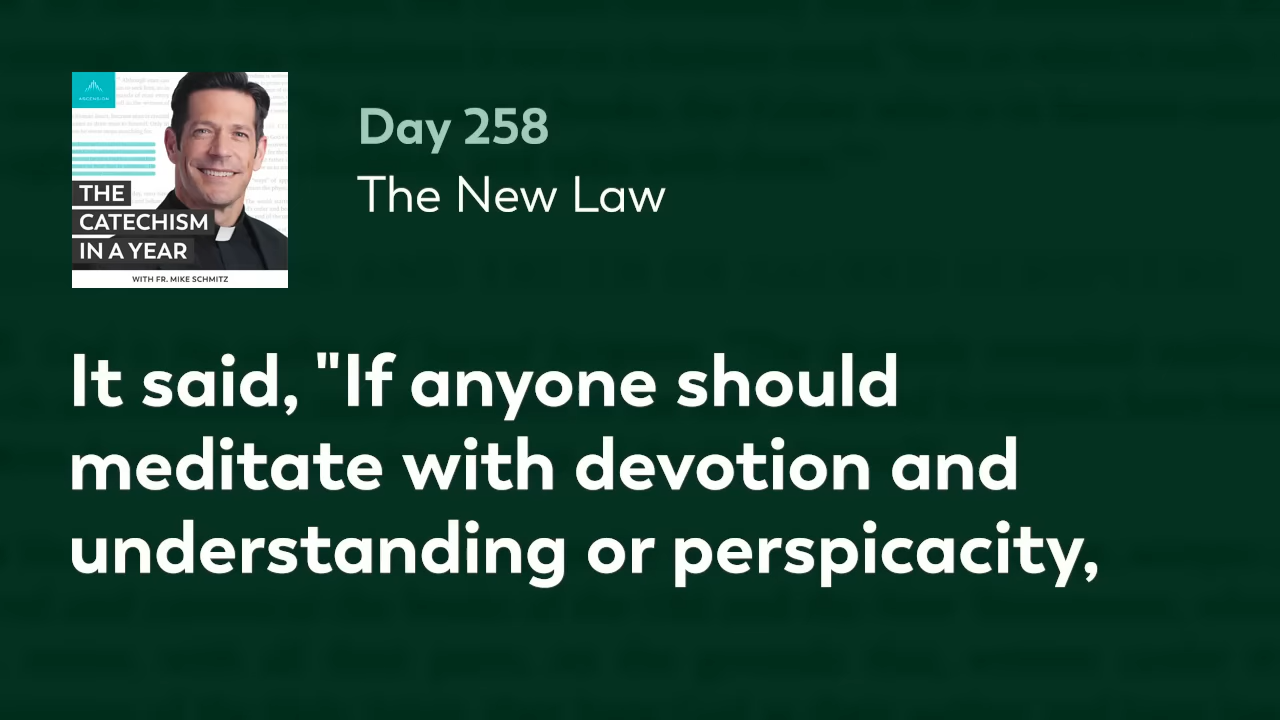 ASCENSION
THE
CATECHISM
IN A YEAR
WITH FR. MIKE SCHMITZ
Day 258
The New Law
It said, "If anyone should
meditate with devotion and
understanding or perspicacity,